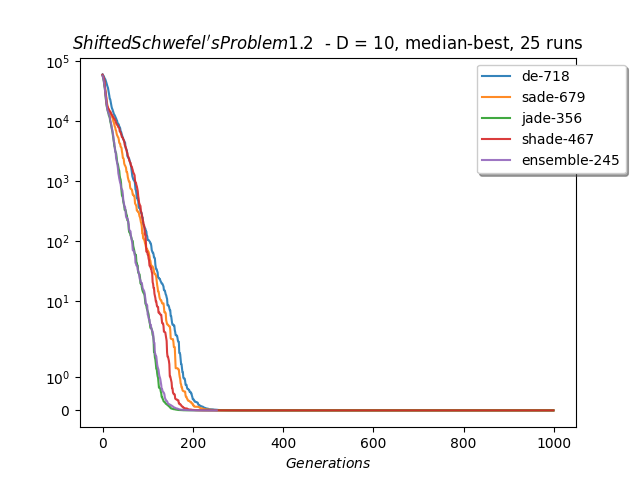 ShiftedSchwefel'sProblem1.2 - D = 10, median-best, 25 runs
10^5
10^4
10^3
10^2
10^1
10^0
0
de-718
sade-679
jade-356
shade-467
ensemble-245
0 200 400 600 800 1000
Generations